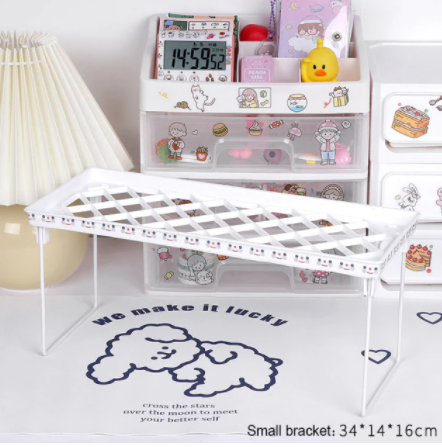 14:59:52
We make it lucky
cross the stars
over the moon to meet
your better-self
Small bracket: 34*14*16cm